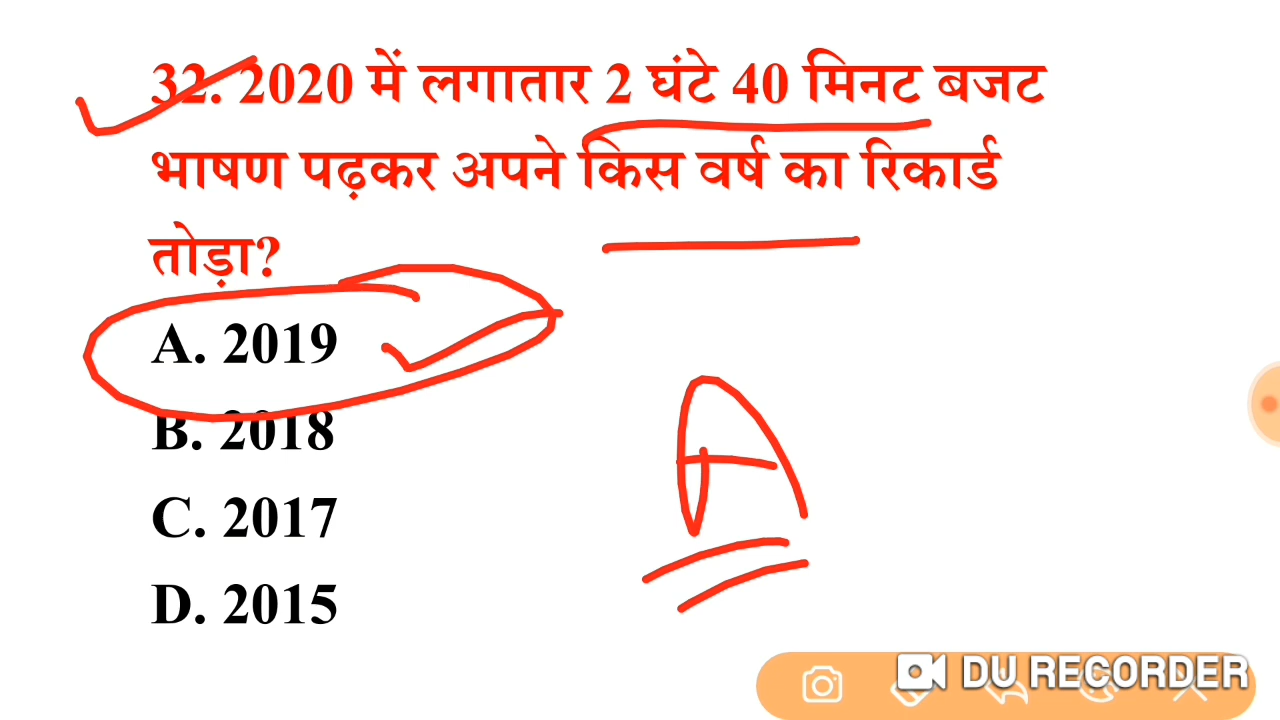 32. 2020 में लगातार 2 घंटे 40 मिनट बजट
भाषण पढ़कर अपने किस वर्ष का रिकार्ड
तोड़ा?
A. 2019
B. 2018
C. 2017
D. 2015
A
DU RECORDER